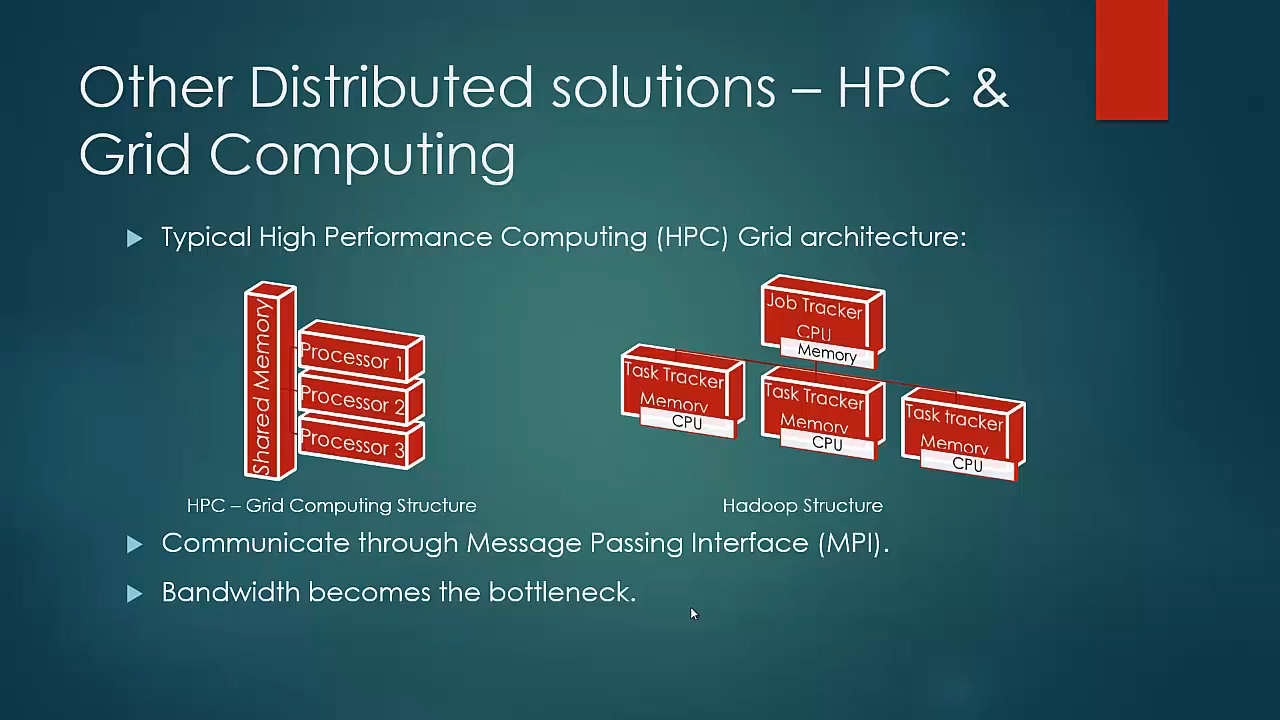 Other Distributed solutions – HPC &
Grid Computing
Typical High Performance Computing (HPC) Grid architecture:
Shared Memory
Processor 1
Processor 2
Processor 3
HPC – Grid Computing Structure
Job Tracker
CPU
Memory
Task Tracker
Memory
CPU
Task Tracker
Memory
CPU
Task tracker
Memory
CPU
Hadoop Structure
Communicate through Message Passing Interface (MPI).
Bandwidth becomes the bottleneck.